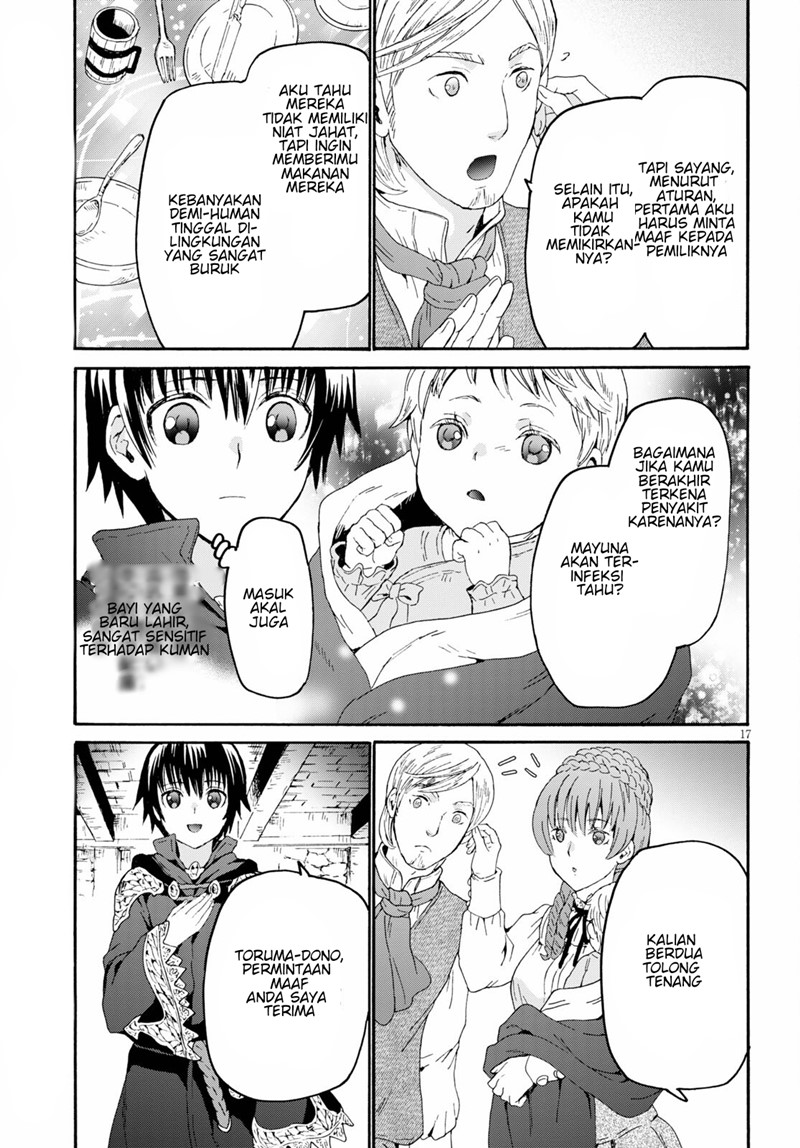 TAPI SAYANG,
MENURUT
ATURAN,
PERTAMA AKU
HARUS MINTA
MAAF KEPADA
PEMILIKNYA
SELAIN ITU,
APAKAH
KAMU
TIDAK
MEMIKIRKAN-
NYA?
AKU TAHU
MEREKA
TIDAK MEMILIKI
NIAT JAHAT,
TAPI INGIN
MEMBERIMU
MAKANAN
MEREKA
KEBANYAKAN
DEMI-HUMAN
TINGGAL DI-
LINGKUNGAN
YANG SANGAT
BURUK
BAGAIMANA
JIKA KAMU
BERAKHIR
TERKENA
PENYAKIT
KARENANYA?
MAYUNA
AKAN TER-
INFEKSI
TAHU?
MASUK
AKAL
JUGA
BAYI YANG
BARU LAHIR,
SANGAT SENSITIF
TERHADAP KUMAN
17
KALIAN
BERDUA
TOLONG
TENANG
TORUMA-DONO,
PERMINTAAN
MAAF
ANDA SAYA
TERIMA